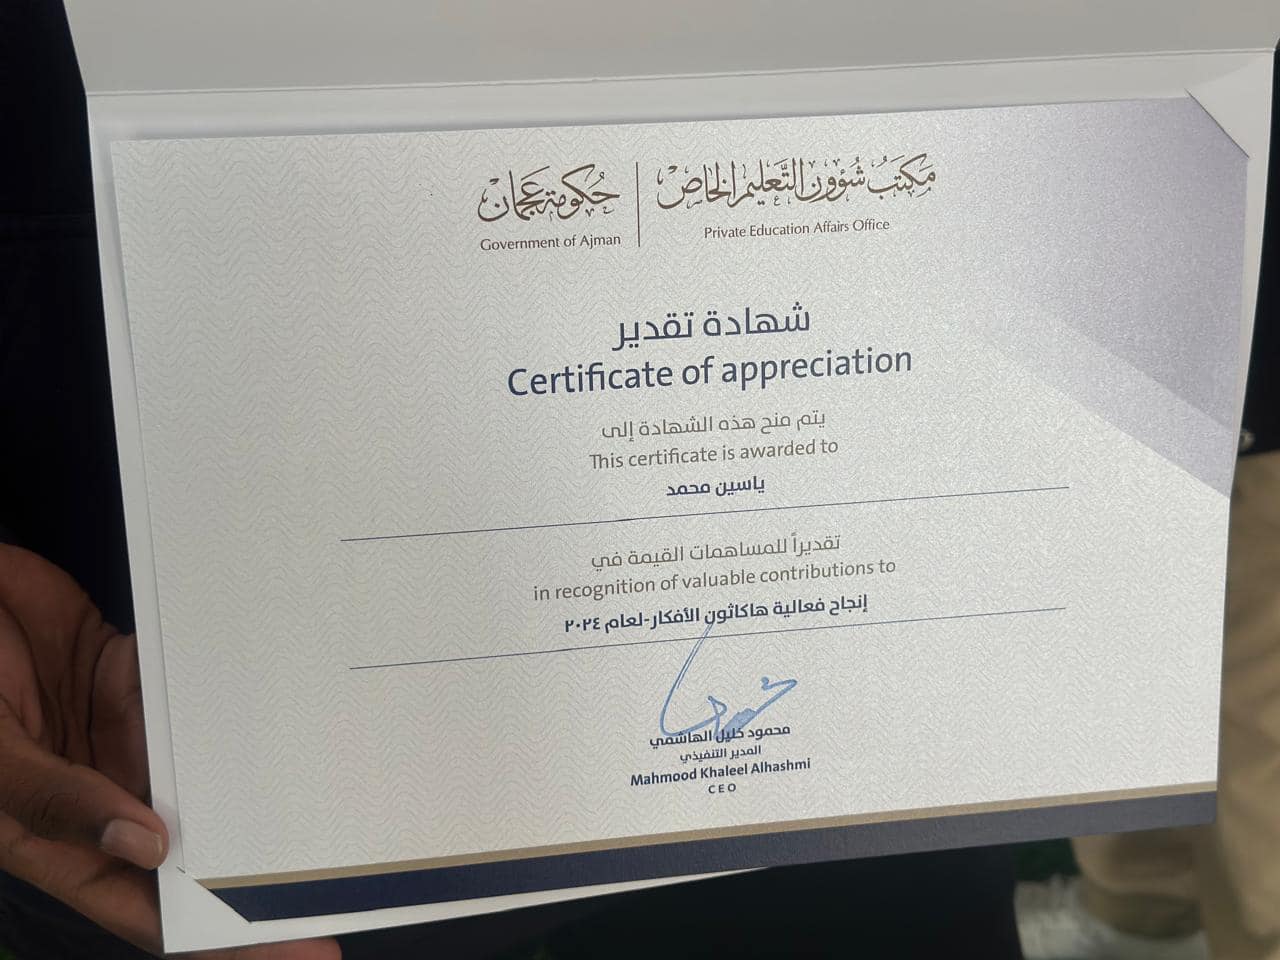 حكومة عجمان
Government of Ajman
مكتب شؤون التعليم الخاص
Private Education Affairs Office
شهادة تقدير
Certificate of appreciation
يتم منح هذه الشهادة إلى
This certificate is awarded to
ياسين محمد
تقديراً للمساهمات القيمة في
in recognition of valuable contributions to
إنجاح فعالية هاكاثون الأفكار-لعام ٢٠٢٤
محمود خليل الهاشمي
المدير التنفيذي
Mahmood Khaleel Alhashmi
CEO